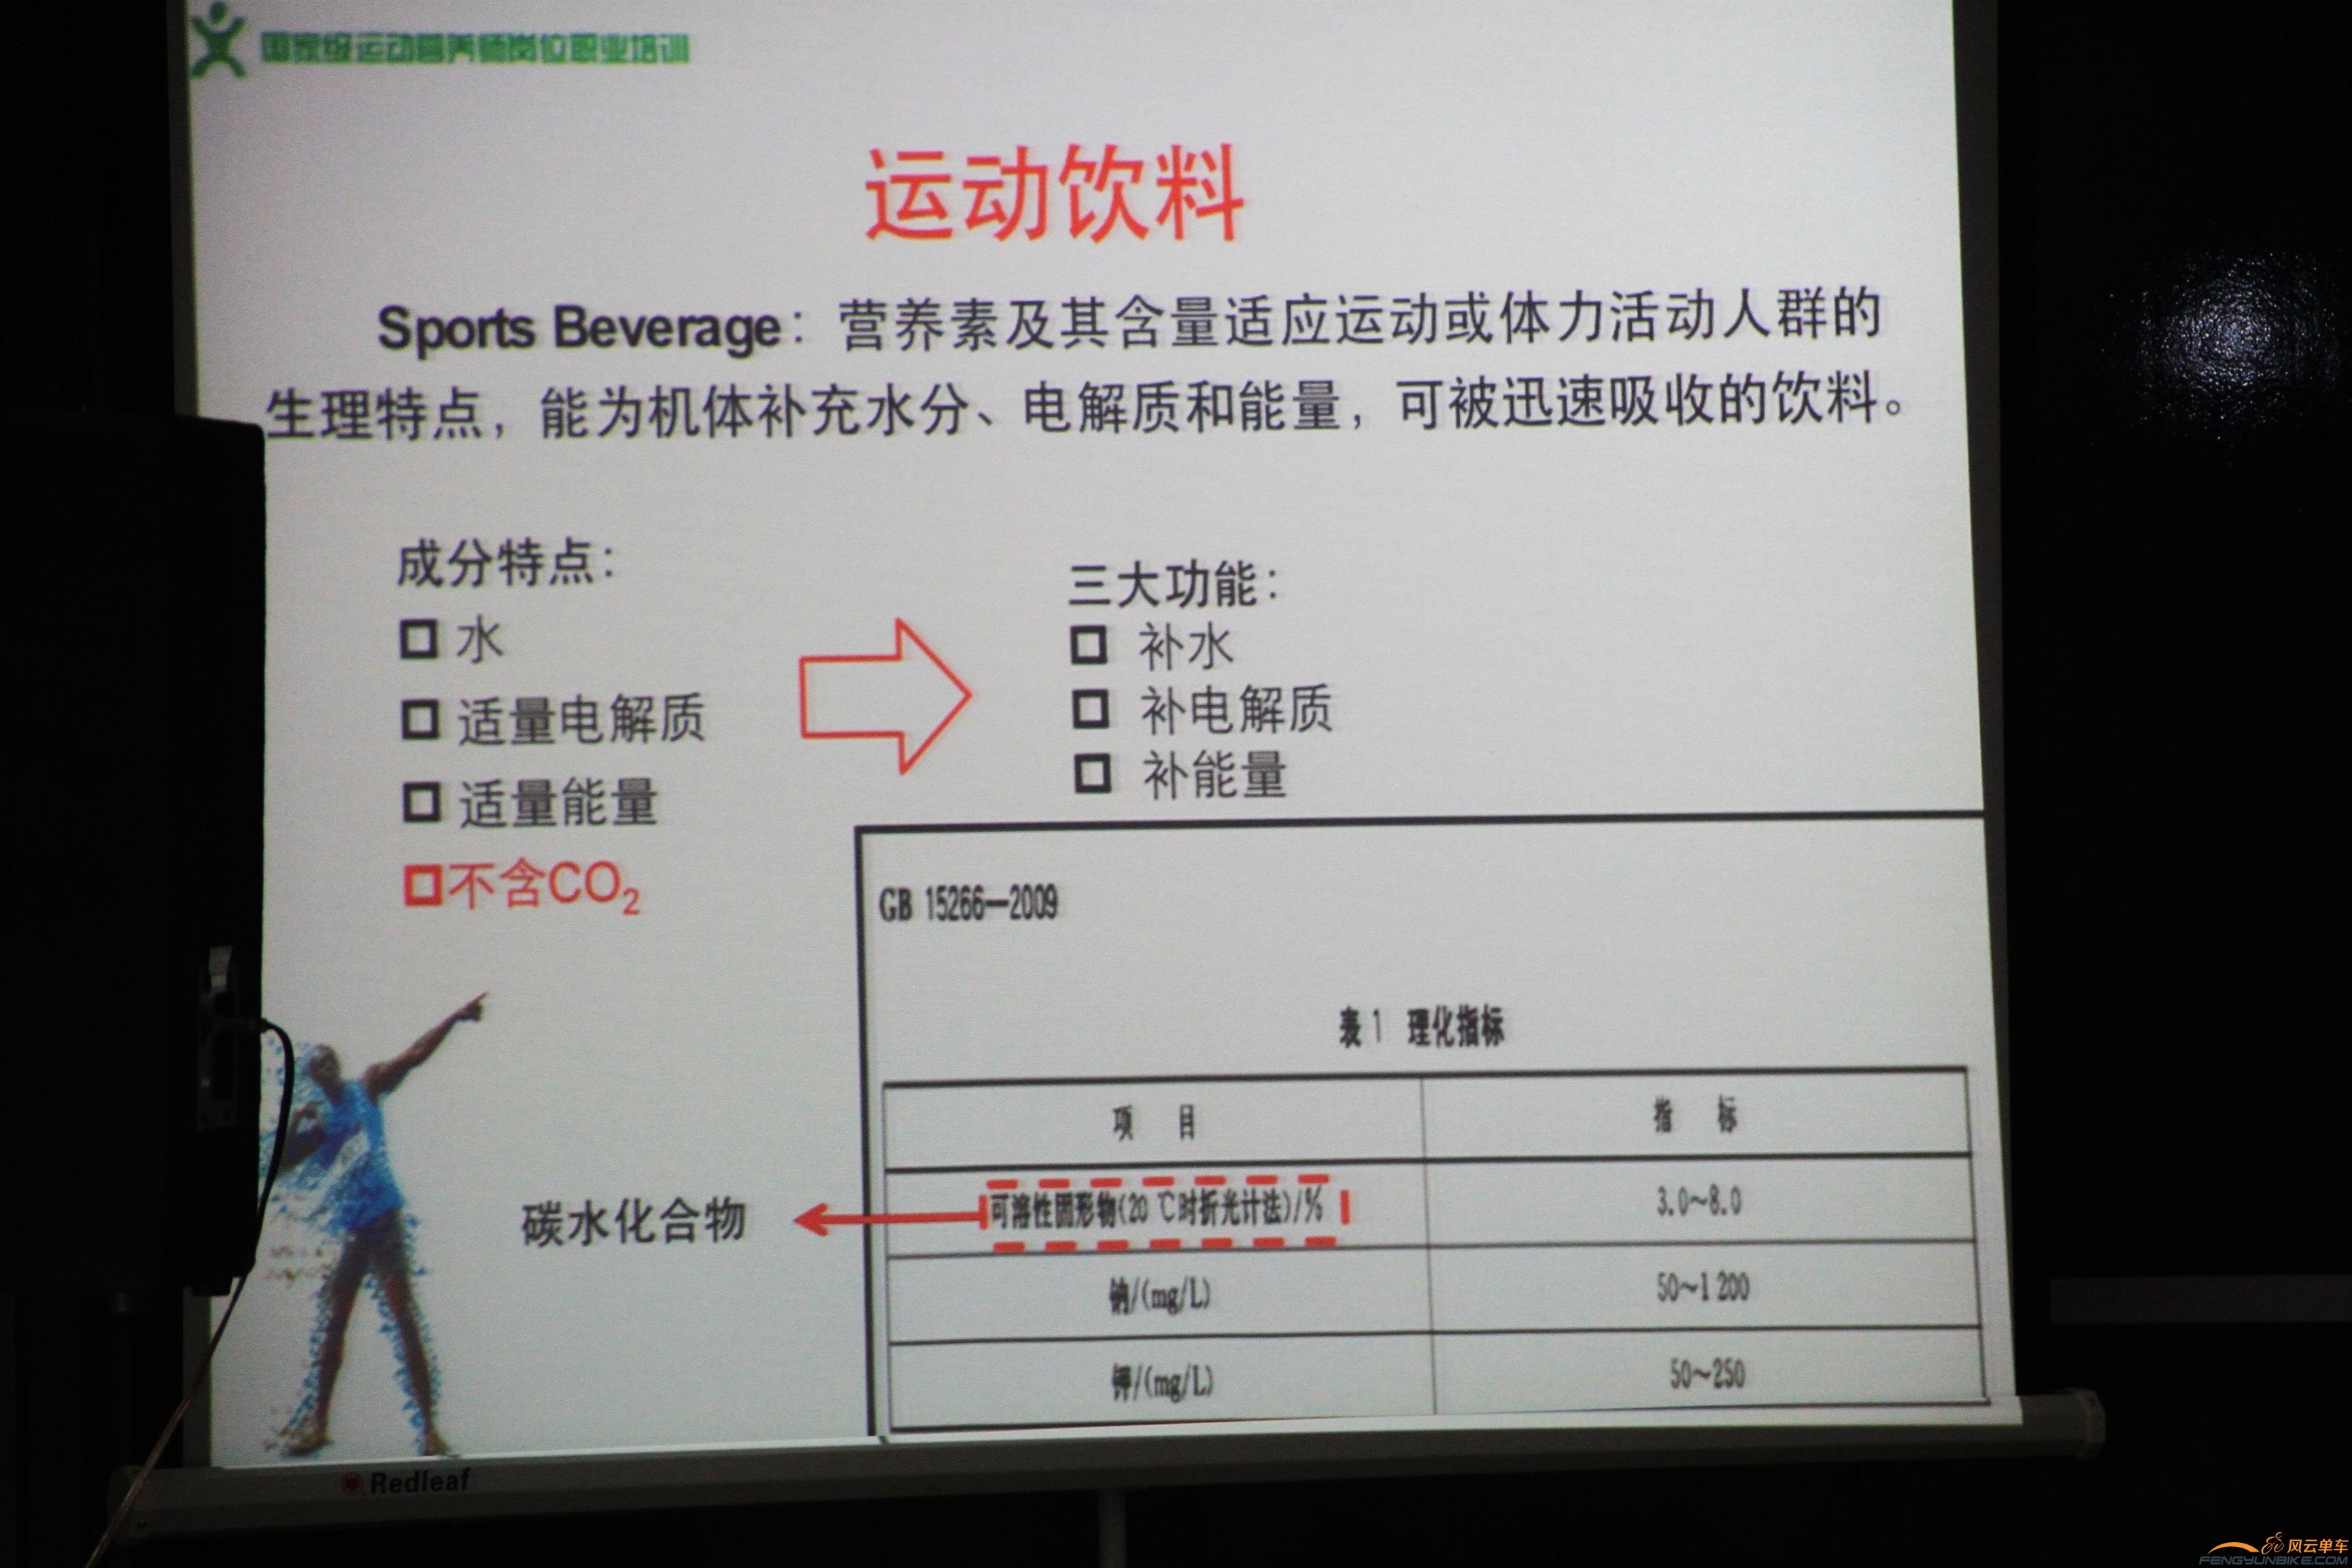 国家级运动营养师岗位职业培训
运动饮料
Sports Beverage：营养素及其含量适应运动或体力活动人群的
生理特点，能为机体补充水分、电解质和能量，可被迅速吸收的饮料。
成分特点：
水
适量电解质
适量能量
不含CO₂
三大功能：
补水
补电解质
补能量
GB 15266—2009
表 1 理化指标
项 目 指 标
碳水化合物
可溶性固形物(20 ℃时折光计法)/% 3.0～8.0
钠/(mg/L) 50～1 200
钾/(mg/L) 50～250
Redleaf
风云单车
FENGYUNBIKE.COM